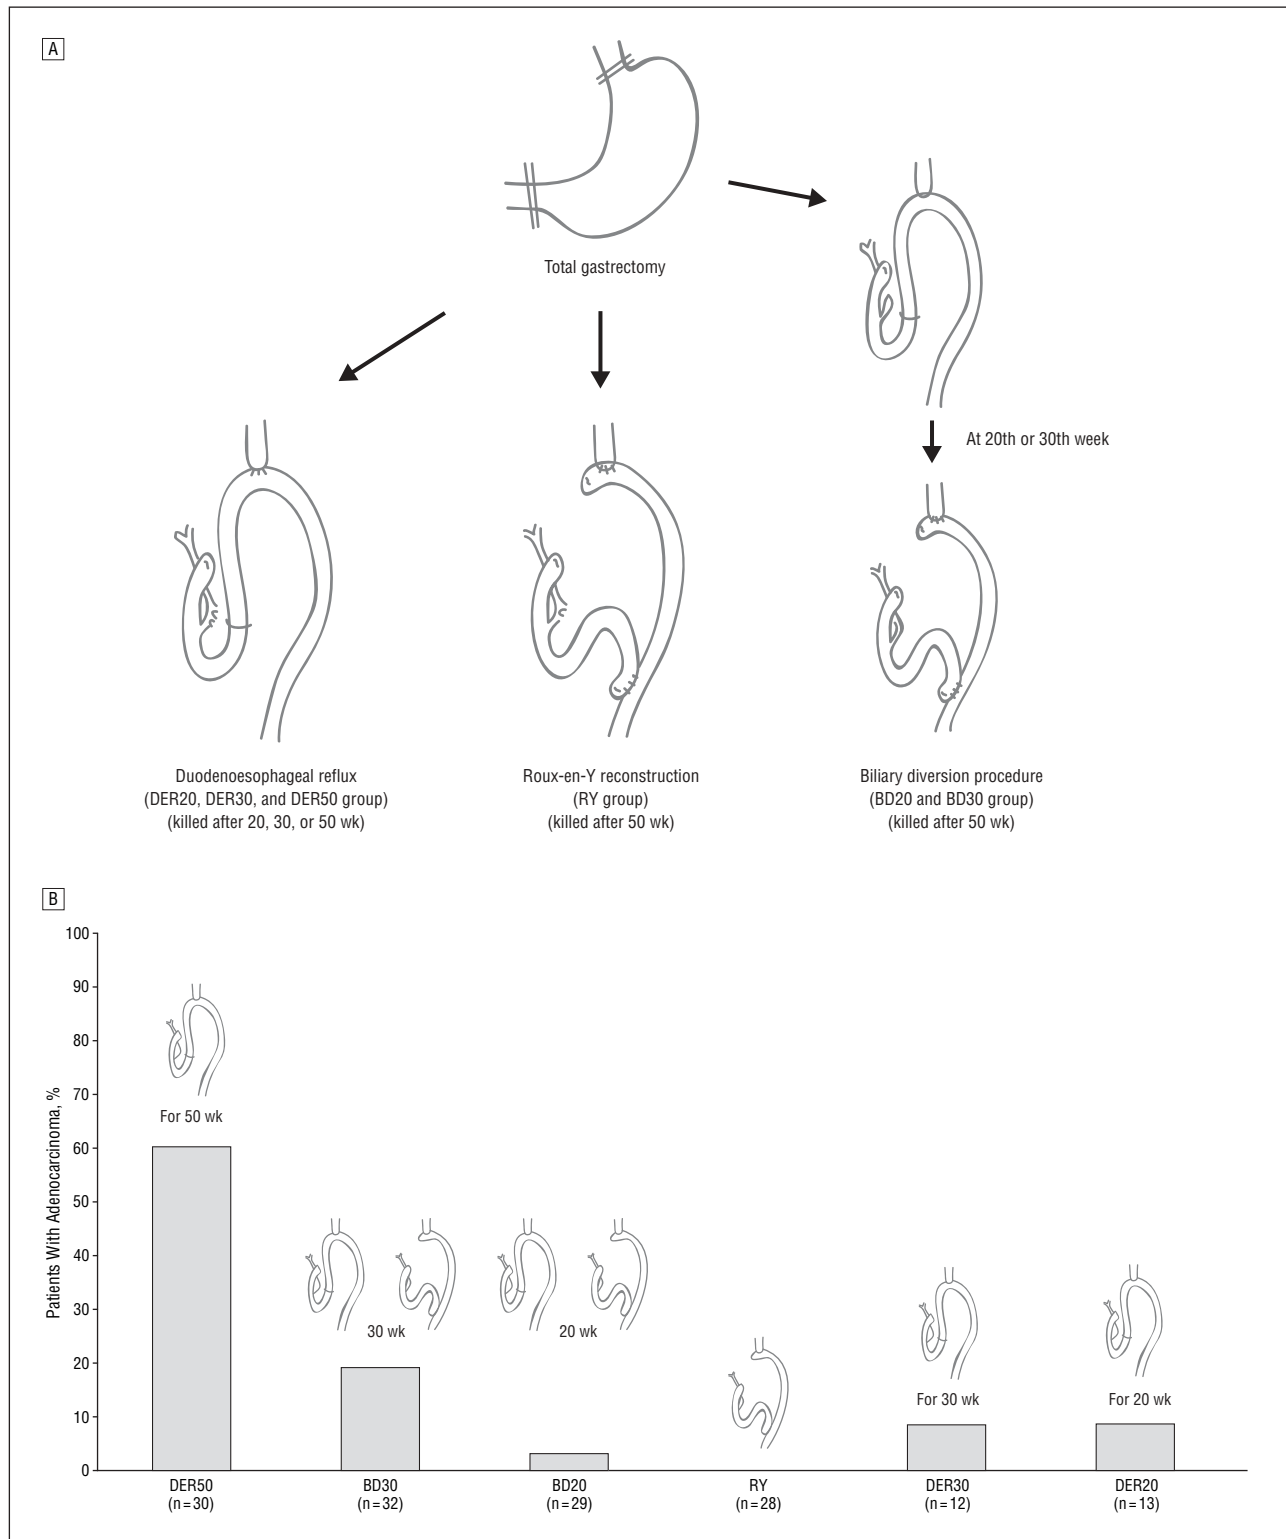 A
Total gastrectomy
At 20th or 30th week
Duodenoesophageal reflux
(DER20, DER30, and DER50 group)
(killed after 20, 30, or 50 wk)
Roux-en-Y reconstruction
(RY group)
(killed after 50 wk)
Biliary diversion procedure
(BD20 and BD30 group)
(killed after 50 wk)
B
Patients With Adenocarcinoma, %
100
90
80
70
60
50
40
30
20
10
0
For 50 wk
30 wk
20 wk
For 30 wk
For 20 wk
DER50
(n=30)
BD30
(n=32)
BD20
(n=29)
RY
(n=28)
DER30
(n=12)
DER20
(n=13)